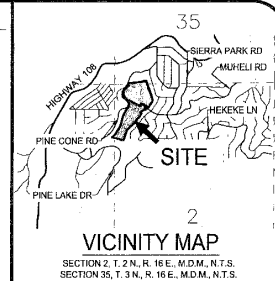 35
SIERRA PARK RD
MUHELI RD
HIGHWAY 108
HEKEKE LN
PINE CONE RD
SITE
PINE LAKE DR
2
VICINITY MAP
SECTION 2, T. 2 N., R. 16 E., M.D.M., N.T.S.
SECTION 35, T. 3 N., R. 16 E., M.D.M., N.T.S.